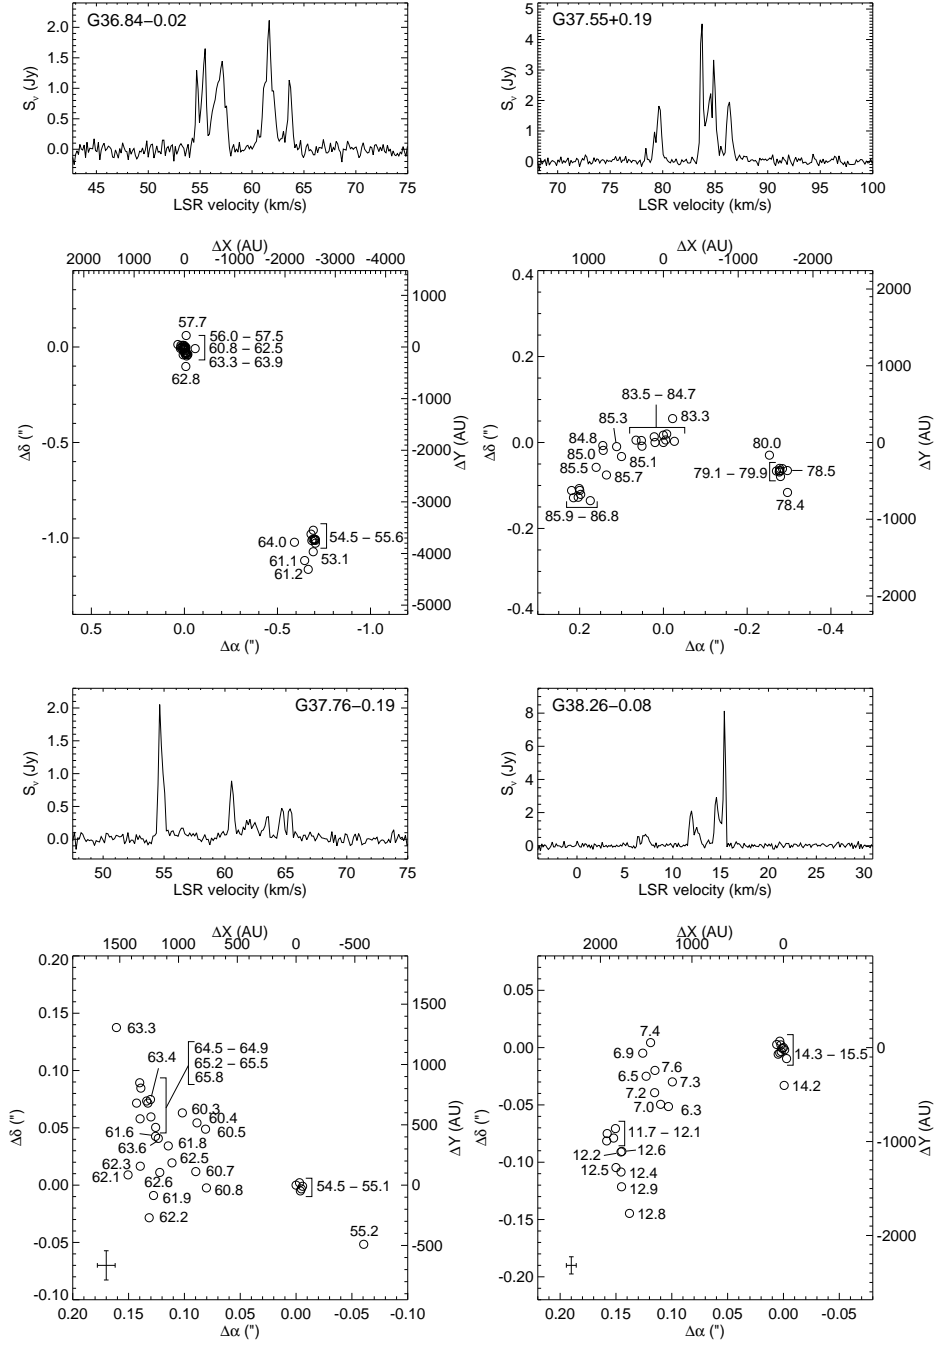 G36.84−0.02
2.0
1.5
1.0
0.5
0.0
Sν (Jy)
45 50 55 60 65 70 75
LSR velocity (km/s)
G37.55+0.19
5
4
3
2
1
0
Sν (Jy)
70 75 80 85 90 95 100
LSR velocity (km/s)
ΔX (AU)
2000 1000 0 -1000 -2000 -3000 -4000
57.7
56.0 − 57.5
60.8 − 62.5
63.3 − 63.9
62.8
64.0
54.5 − 55.6
53.1
61.1
61.2
0.0
-0.5
-1.0
Δδ (")
1000
0
-1000
-2000
-3000
-4000
-5000
ΔY (AU)
0.5 0.0 -0.5 -1.0
Δα (")
ΔX (AU)
1000 0 -1000 -2000
83.5 − 84.7
85.3
83.3
84.8
85.0
80.0
85.5
85.1
79.1 − 79.9
78.5
85.7
78.4
85.9 − 86.8
0.4
0.2
0.0
-0.2
-0.4
Δδ (")
2000
1000
0
-1000
-2000
ΔY (AU)
0.2 0.0 -0.2 -0.4
Δα (")
G37.76−0.19
2.0
1.5
1.0
0.5
0.0
Sν (Jy)
50 55 60 65 70 75
LSR velocity (km/s)
G38.26−0.08
8
6
4
2
0
Sν (Jy)
0 5 10 15 20 25 30
LSR velocity (km/s)
ΔX (AU)
1500 1000 500 0 -500
63.3
64.5 − 64.9
65.2 − 65.5
65.8
63.4
60.3
60.4
60.5
61.6
63.6
61.8
62.3
62.5
62.1
62.6
60.7
61.9
60.8
62.2
54.5 − 55.1
55.2
0.20
0.15
0.10
0.05
0.00
-0.05
-0.10
Δδ (")
1500
1000
500
0
-500
ΔY (AU)
0.20 0.15 0.10 0.05 0.00 -0.05 -0.10
Δα (")
ΔX (AU)
2000 1000 0
7.4
6.9
14.3 − 15.5
7.6
6.5
7.3
14.2
7.2
7.0
6.3
11.7 − 12.1
12.2
12.6
12.5
12.4
12.9
12.8
0.05
0.00
-0.05
-0.10
-0.15
-0.20
Δδ (")
0
-1000
-2000
ΔY (AU)
0.20 0.15 0.10 0.05 0.00 -0.05
Δα (")